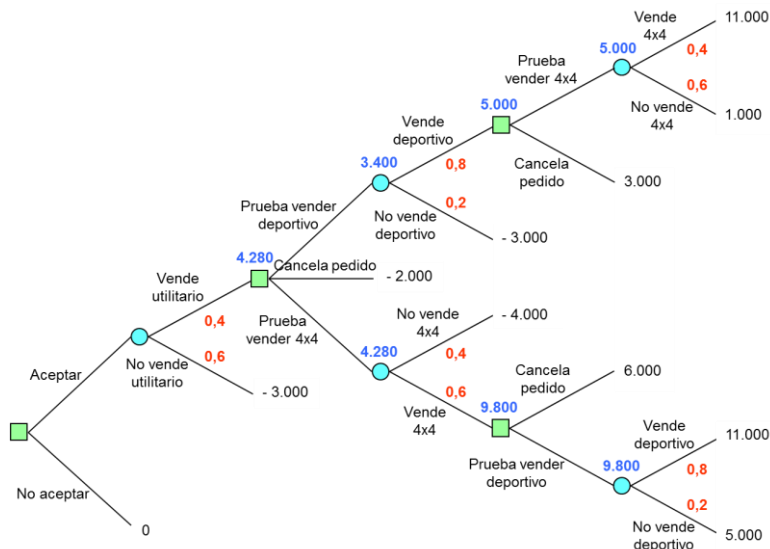 Vende
4x4
11.000
5.000
0,4
Prueba
vender 4x4
0,6
5.000
No vende
4x4
1.000
Vende
deportivo
3.400
0,8
Cancela
pedido
3.000
Prueba vender
deportivo
0,2
No vende
deportivo
- 3.000
4.280
Cancela pedido
- 2.000
Vende
utilitario
0,4
Prueba
vender 4x4
No vende
4x4
- 4.000
0,6
No vende
utilitario
4.280
0,4
Cancela
pedido
6.000
Aceptar
- 3.000
0,6
Vende
4x4
9.800
Vende
deportivo
11.000
Prueba vender
deportivo
9.800
0,8
0,2
No aceptar
0
No vende
deportivo
5.000